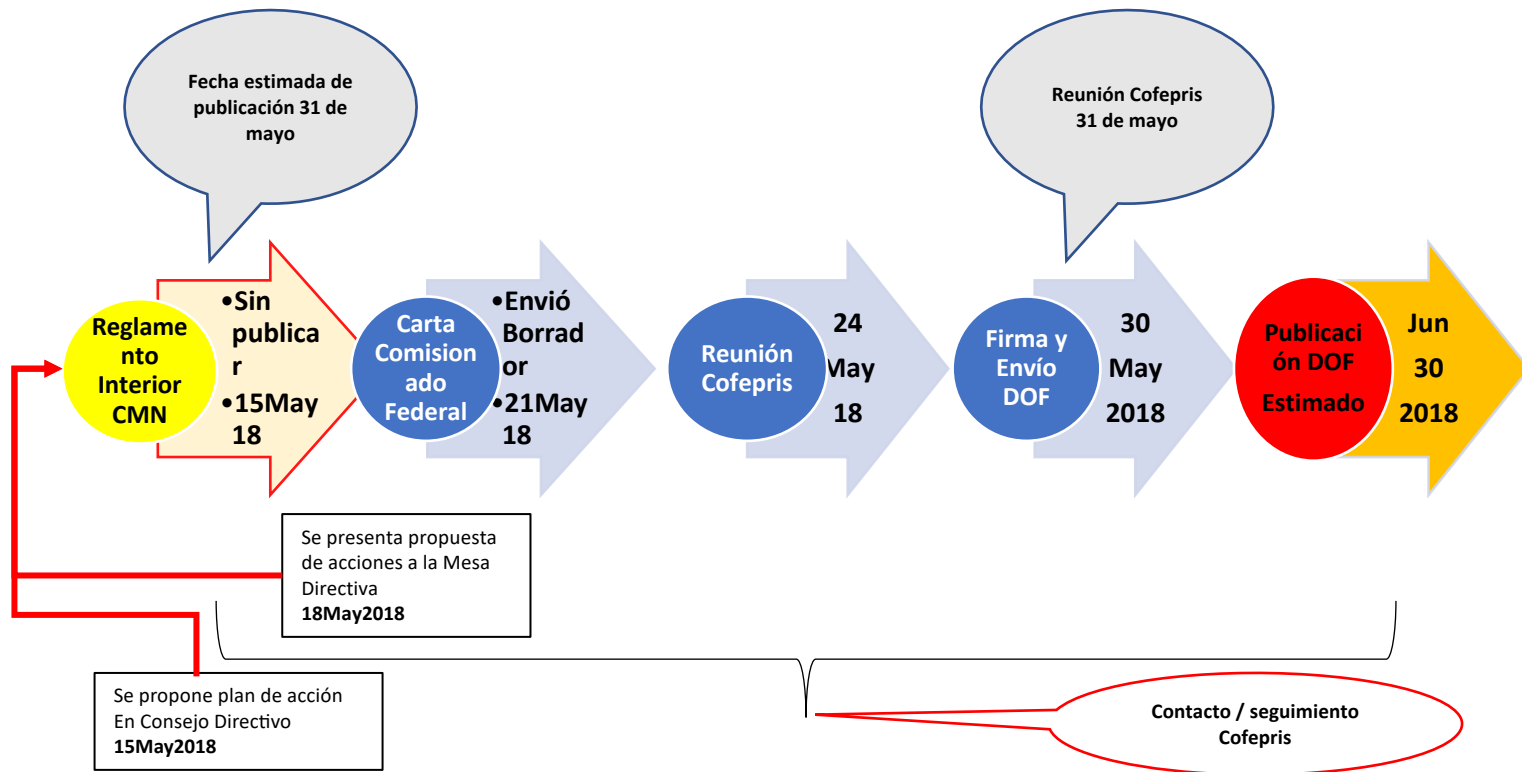 Fecha estimada de
publicación 31 de
mayo
Reunión Cofepris
31 de mayo
Reglame
nto
Interior
CMN
•Sin
publica
r
•15May
18
Carta
Comision
ado
Federal
•Envió
Borrad
or
•21May
18
Reunión
Cofepris
24
May
18
Firma y
Envío
DOF
30
May
2018
Publicaci
ón DOF
Estimado
Jun
30
2018
Se presenta propuesta
de acciones a la Mesa
Directiva
18May2018
Se propone plan de acción
En Consejo Directivo
15May2018
Contacto / seguimiento
Cofepris